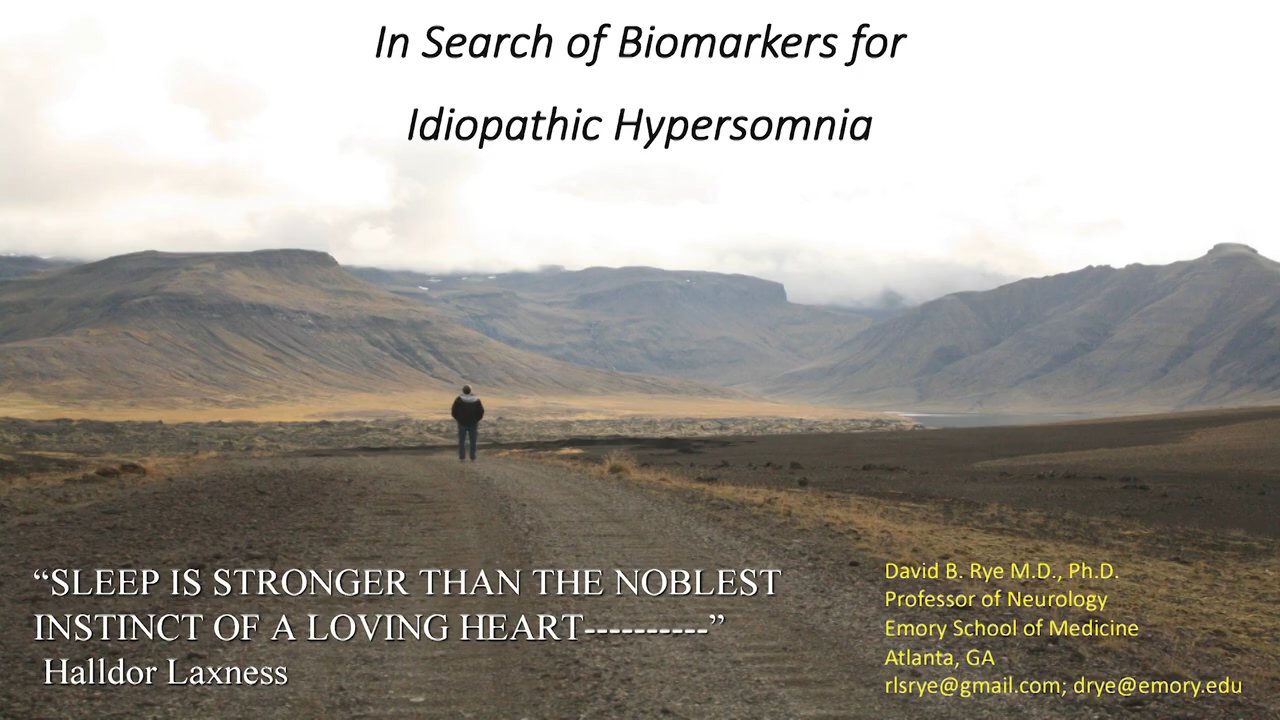 In Search of Biomarkers for
Idiopathic Hypersomnia
“SLEEP IS STRONGER THAN THE NOBLEST
INSTINCT OF A LOVING HEART----------”
Halldor Laxness
David B. Rye M.D., Ph.D.
Professor of Neurology
Emory School of Medicine
Atlanta, GA
rlsrye@gmail.com; drye@emory.edu